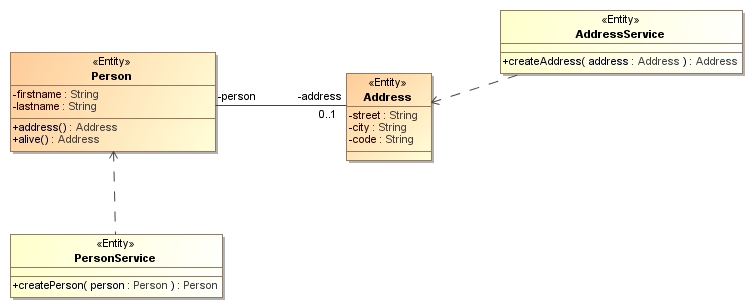 «Entity»
AddressService
+createAddress( address : Address ) : Address
«Entity»
Person
-firstname : String
-lastname : String
+address() : Address
+alive() : Address
-person
-address
0..1
«Entity»
Address
-street : String
-city : String
-code : String
«Entity»
PersonService
+createPerson( person : Person ) : Person